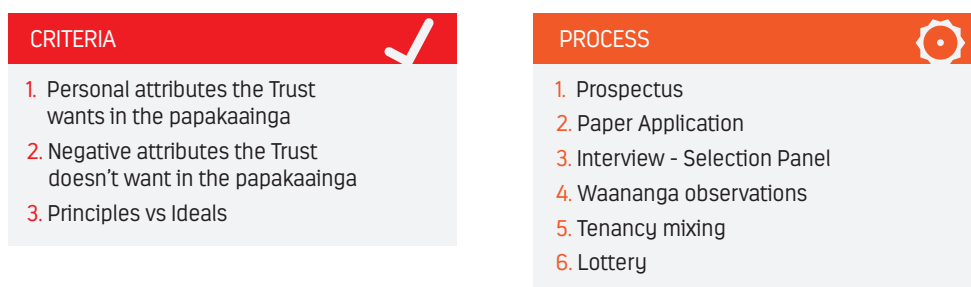 CRITERIA
1. Personal attributes the Trust
wants in the papakaainga
2. Negative attributes the Trust
doesn't want in the papakaainga
3. Principles vs Ideals
PROCESS
1. Prospectus
2. Paper Application
3. Interview - Selection Panel
4. Waananga observations
5. Tenancy mixing
6. Lottery